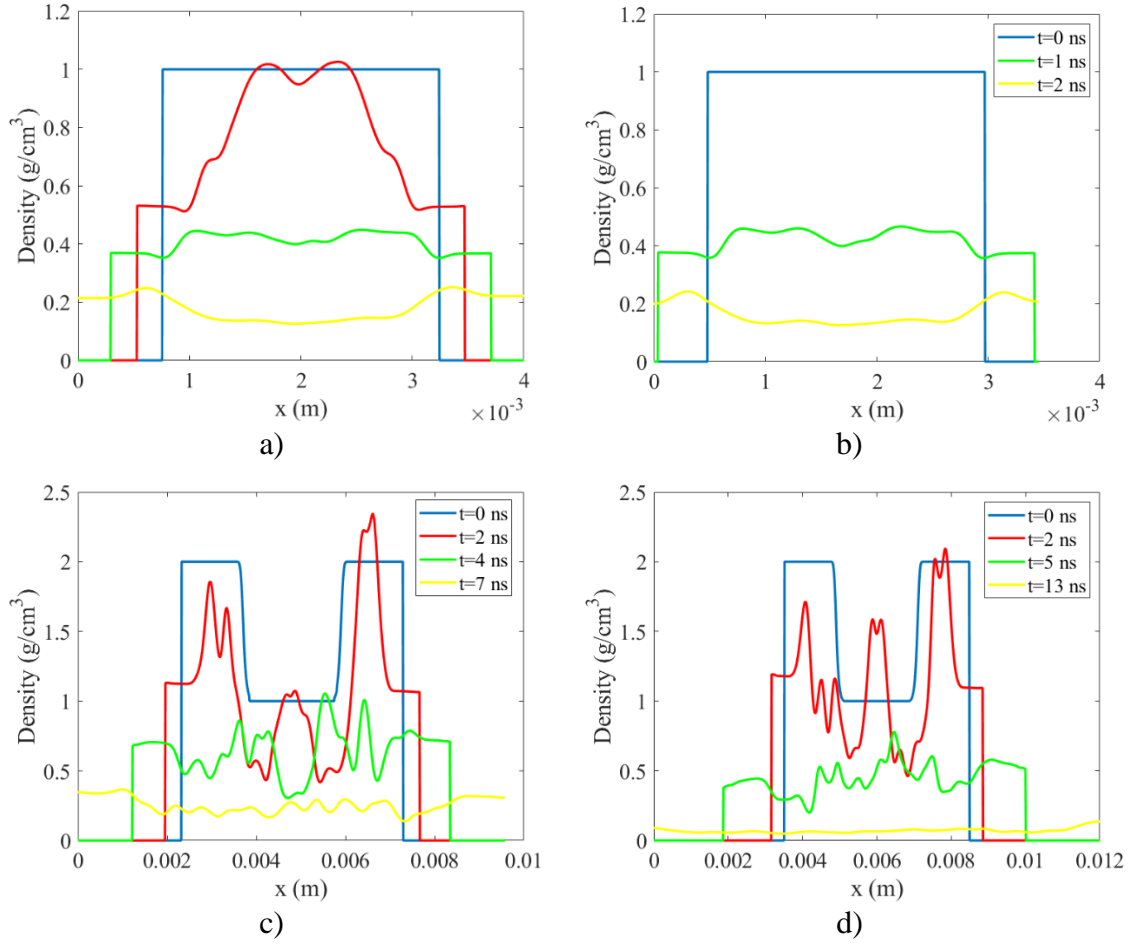 1.2
1
0.8
0.6
0.4
0.2
0
Density (g/cm³)
0 1 2 3 4
x (m)
×10⁻³
a)
1.2
1
0.8
0.6
0.4
0.2
0
Density (g/cm³)
t=0 ns
t=1 ns
t=2 ns
0 1 2 3 4
x (m)
×10⁻³
b)
2.5
2
1.5
1
0.5
0
Density (g/cm³)
t=0 ns
t=2 ns
t=4 ns
t=7 ns
0 0.002 0.004 0.006 0.008 0.01
x (m)
c)
2.5
2
1.5
1
0.5
0
Density (g/cm³)
t=0 ns
t=2 ns
t=5 ns
t=13 ns
0 0.002 0.004 0.006 0.008 0.01 0.012
x (m)
d)